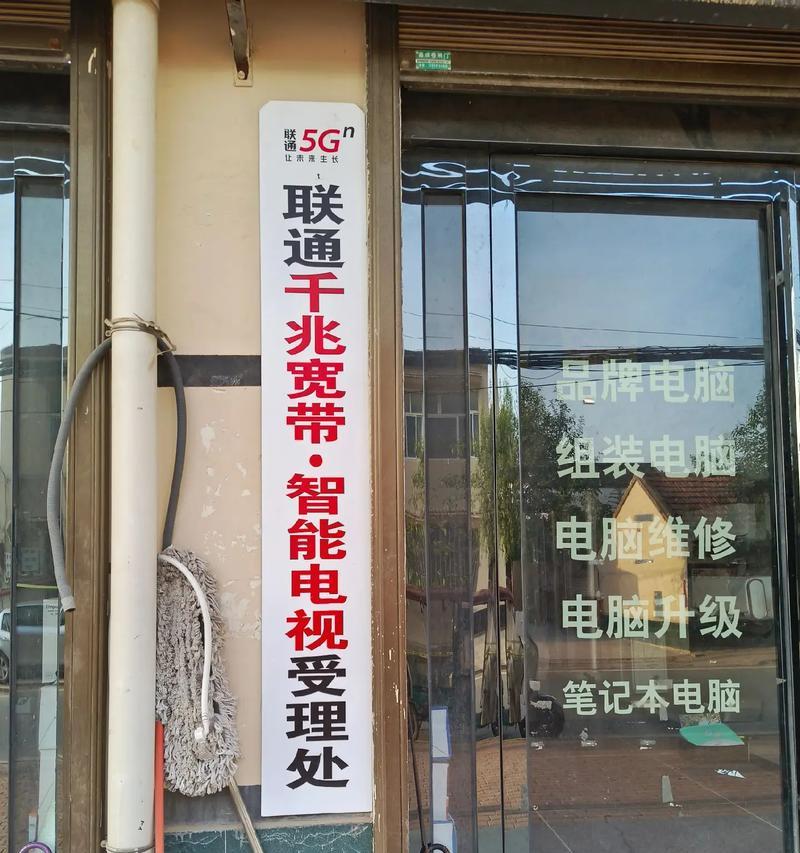 联通 5Gⁿ
让未来生长
联通千兆宽带·智能电视受理处
品牌电脑
组装电脑
电脑维修
电脑升级
笔记本电脑